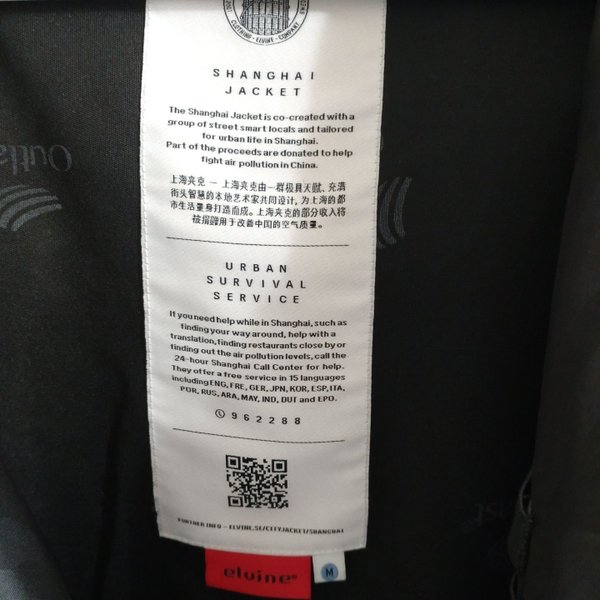 CLOTHING - ELVINE - COMPANY
SHANGHAI
JACKET
The Shanghai Jacket is co-created with a
group of street smart locals and tailored
for urban life in Shanghai.
Part of the proceeds are donated to help
fight air pollution in China.
上海夹克 — 上海夹克由一群极具天赋、充满
街头智慧的本地艺术家共同设计, 为上海的都
市生活量身打造而成。上海夹克的部分收入将
被捐赠用于改善中国的空气质量。
URBAN
SURVIVAL
SERVICE
If you need help while in Shanghai, such as
finding your way around, help with a
translation, finding restaurants close by or
finding out the air pollution levels, call the
24-hour Shanghai Call Center for help.
They offer a free service in 15 languages
including ENG, FRE, GER, JPN, KOR, ESP, ITA,
POR, RUS, ARA, MAY, IND, DUT and EPO.
962288
FURTHER INFO - ELVINE.SE/CITYJACKET/SHANGHAI
elvine®
M
Outlast